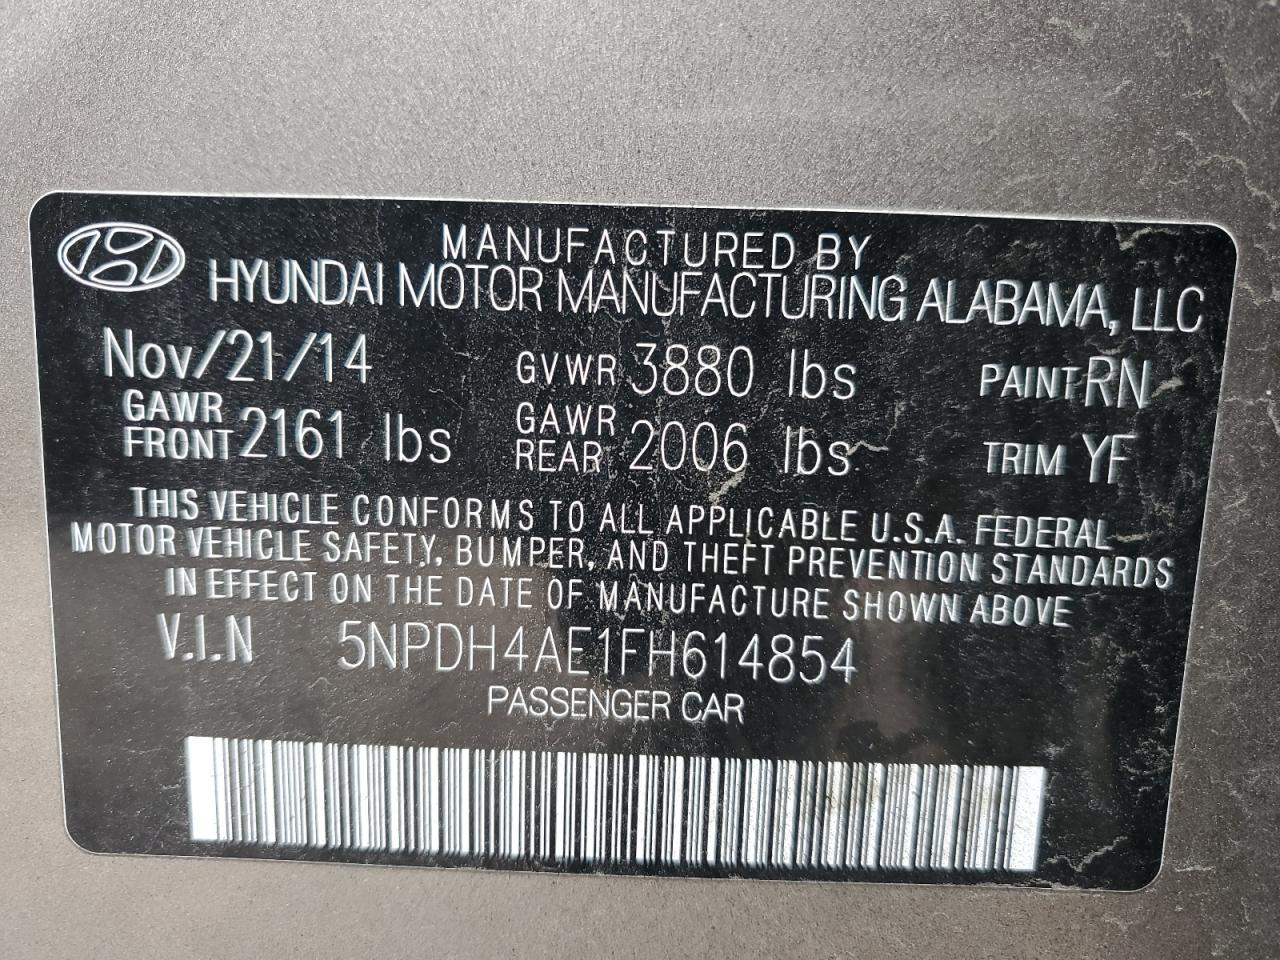 MANUFACTURED BY
HYUNDAI MOTOR MANUFACTURING ALABAMA, LLC
Nov/21/14 GVWR 3880 lbs PAINT RN
GAWR FRONT 2161 lbs GAWR REAR 2006 lbs TRIM YF
THIS VEHICLE CONFORMS TO ALL APPLICABLE U.S.A. FEDERAL
MOTOR VEHICLE SAFETY, BUMPER, AND THEFT PREVENTION STANDARDS
IN EFFECT ON THE DATE OF MANUFACTURE SHOWN ABOVE
V.I.N 5NPDH4AE1FH614854
PASSENGER CAR